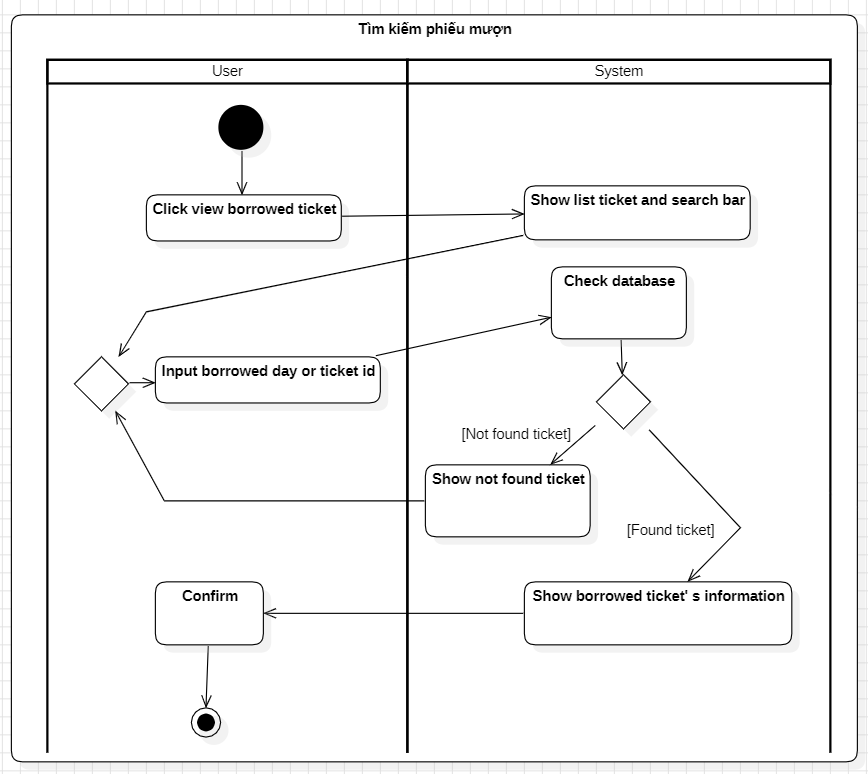 Tìm kiếm phiếu mượn
User
System
Click view borrowed ticket
Show list ticket and search bar
Check database
Input borrowed day or ticket id
[Not found ticket]
Show not found ticket
[Found ticket]
Confirm
Show borrowed ticket' s information